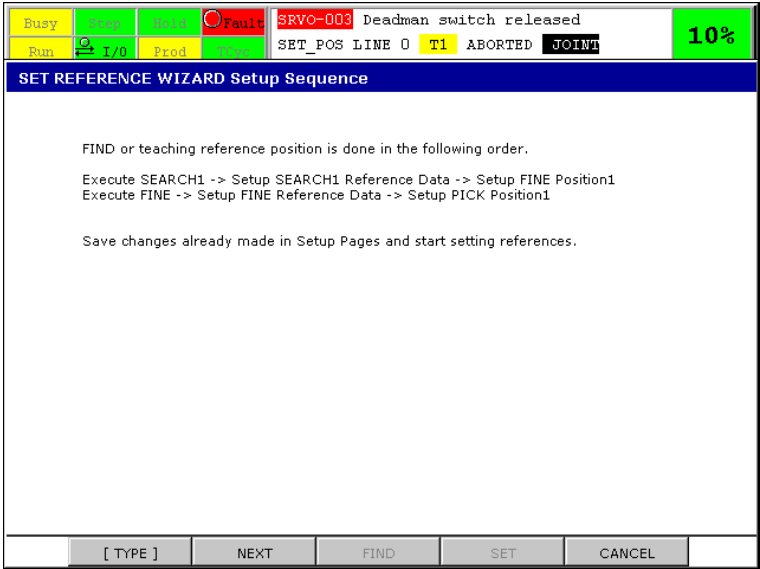 Busy Step Hold Fault SRVO-003 Deadman switch released
Run I/O Prod TCyc SET_POS LINE 0 T1 ABORTED JOINT 10%
SET REFERENCE WIZARD Setup Sequence
FIND or teaching reference position is done in the following order.
Execute SEARCH1 -> Setup SEARCH1 Reference Data -> Setup FINE Position1
Execute FINE -> Setup FINE Reference Data -> Setup PICK Position1
Save changes already made in Setup Pages and start setting references.
[ TYPE ] NEXT FIND SET CANCEL